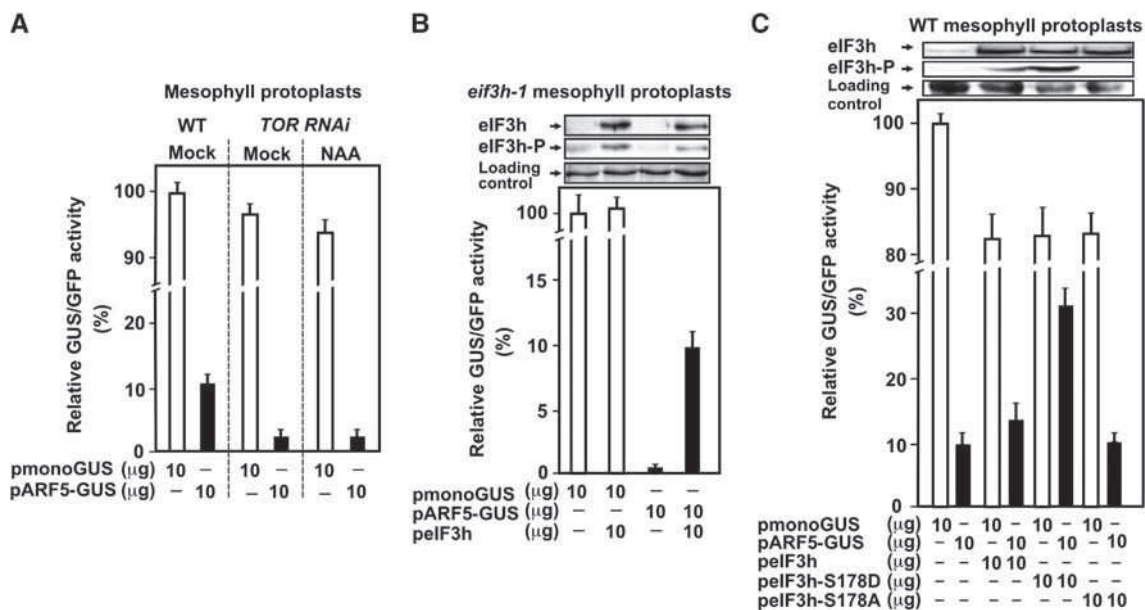 A
Mesophyll protoplasts
WT
TOR RNAi
Mock
Mock
NAA
Relative GUS/GFP activity
(%)
100
90
20
10
0
pmonoGUS (μg) 10 – 10 – 10 –
pARF5-GUS (μg) – 10 – 10 – 10
B
eif3h-1 mesophyll protoplasts
eIF3h
eIF3h-P
Loading
control
Relative GUS/GFP activity
(%)
100
15
10
5
0
pmonoGUS (μg) 10 10 – –
pARF5-GUS (μg) – – 10 10
peIF3h (μg) – 10 – 10
C
WT mesophyll protoplasts
eIF3h
eIF3h-P
Loading
control
Relative GUS/GFP activity
(%)
100
90
80
30
20
10
0
pmonoGUS (μg) 10 – 10 – 10 – 10 –
pARF5-GUS (μg) – 10 – 10 – 10 – 10
peIF3h (μg) – – 10 10 – – – –
peIF3h-S178D (μg) – – – – 10 10 – –
peIF3h-S178A (μg) – – – – – – 10 10